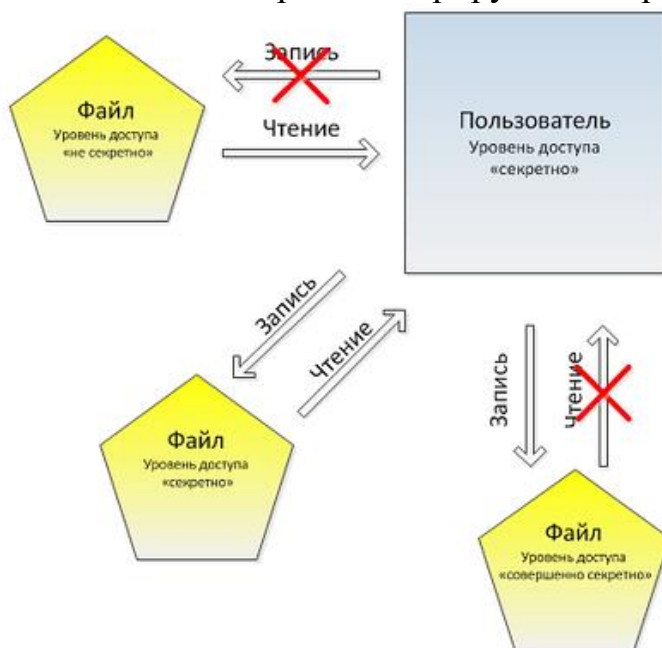 Запись
Файл
Уровень доступа
«не секретно»
Чтение
Пользователь
Уровень доступа
«секретно»
Запись
Чтение
Запись
Чтение
Файл
Уровень доступа
«секретно»
Файл
Уровень доступа
«совершенно секретно»